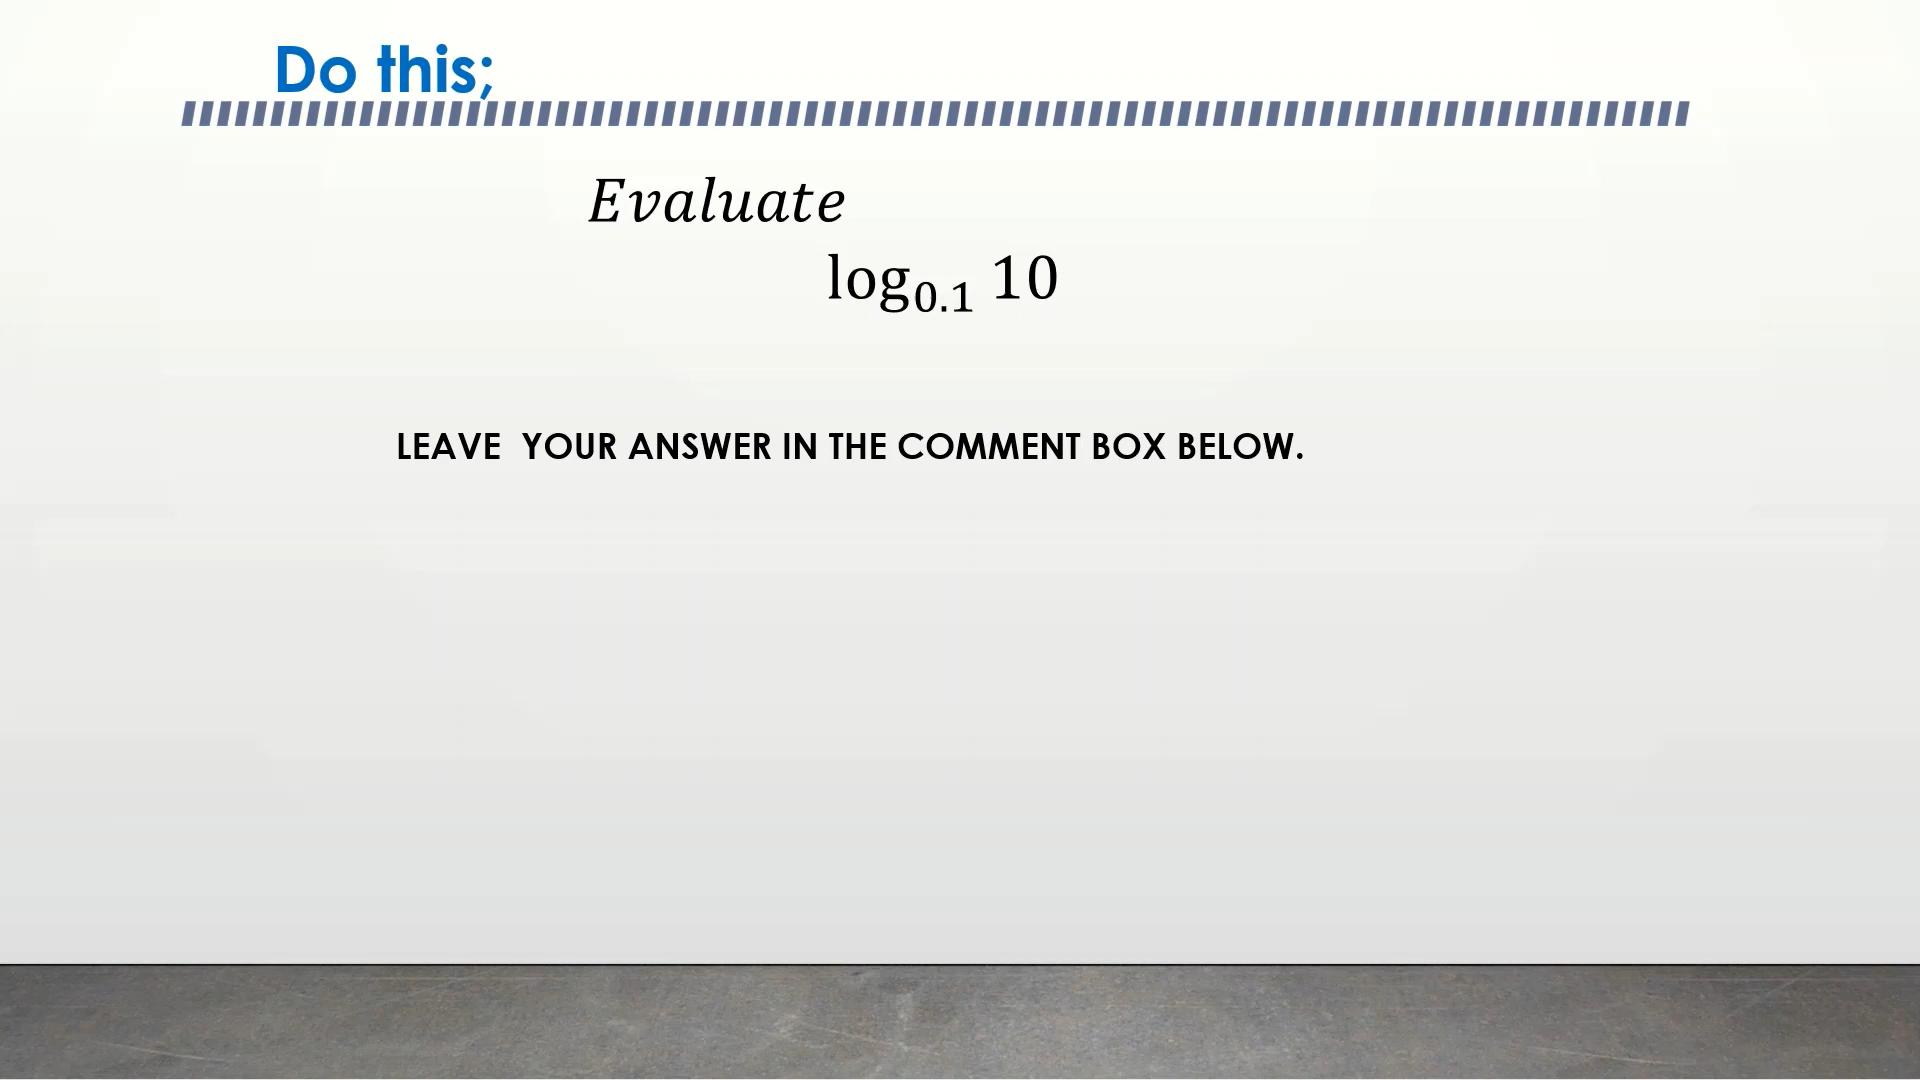 Do this;
Evaluate
log₀.₁ 10
LEAVE  YOUR ANSWER IN THE COMMENT BOX BELOW.